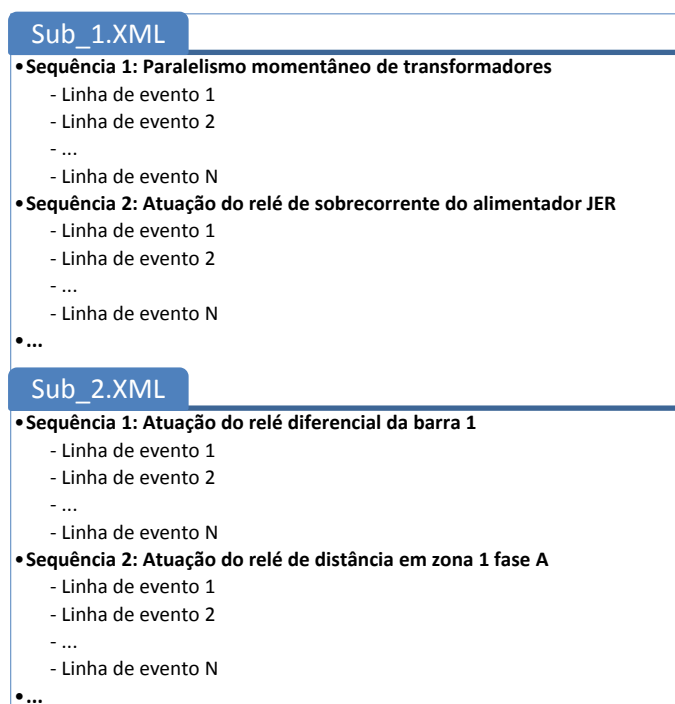 Sub_1.XML
•Sequência 1: Paralelismo momentâneo de transformadores
- Linha de evento 1
- Linha de evento 2
- ...
- Linha de evento N
•Sequência 2: Atuação do relé de sobrecorrente do alimentador JER
- Linha de evento 1
- Linha de evento 2
- ...
- Linha de evento N
•...
Sub_2.XML
•Sequência 1: Atuação do relé diferencial da barra 1
- Linha de evento 1
- Linha de evento 2
- ...
- Linha de evento N
•Sequência 2: Atuação do relé de distância em zona 1 fase A
- Linha de evento 1
- Linha de evento 2
- ...
- Linha de evento N
•...